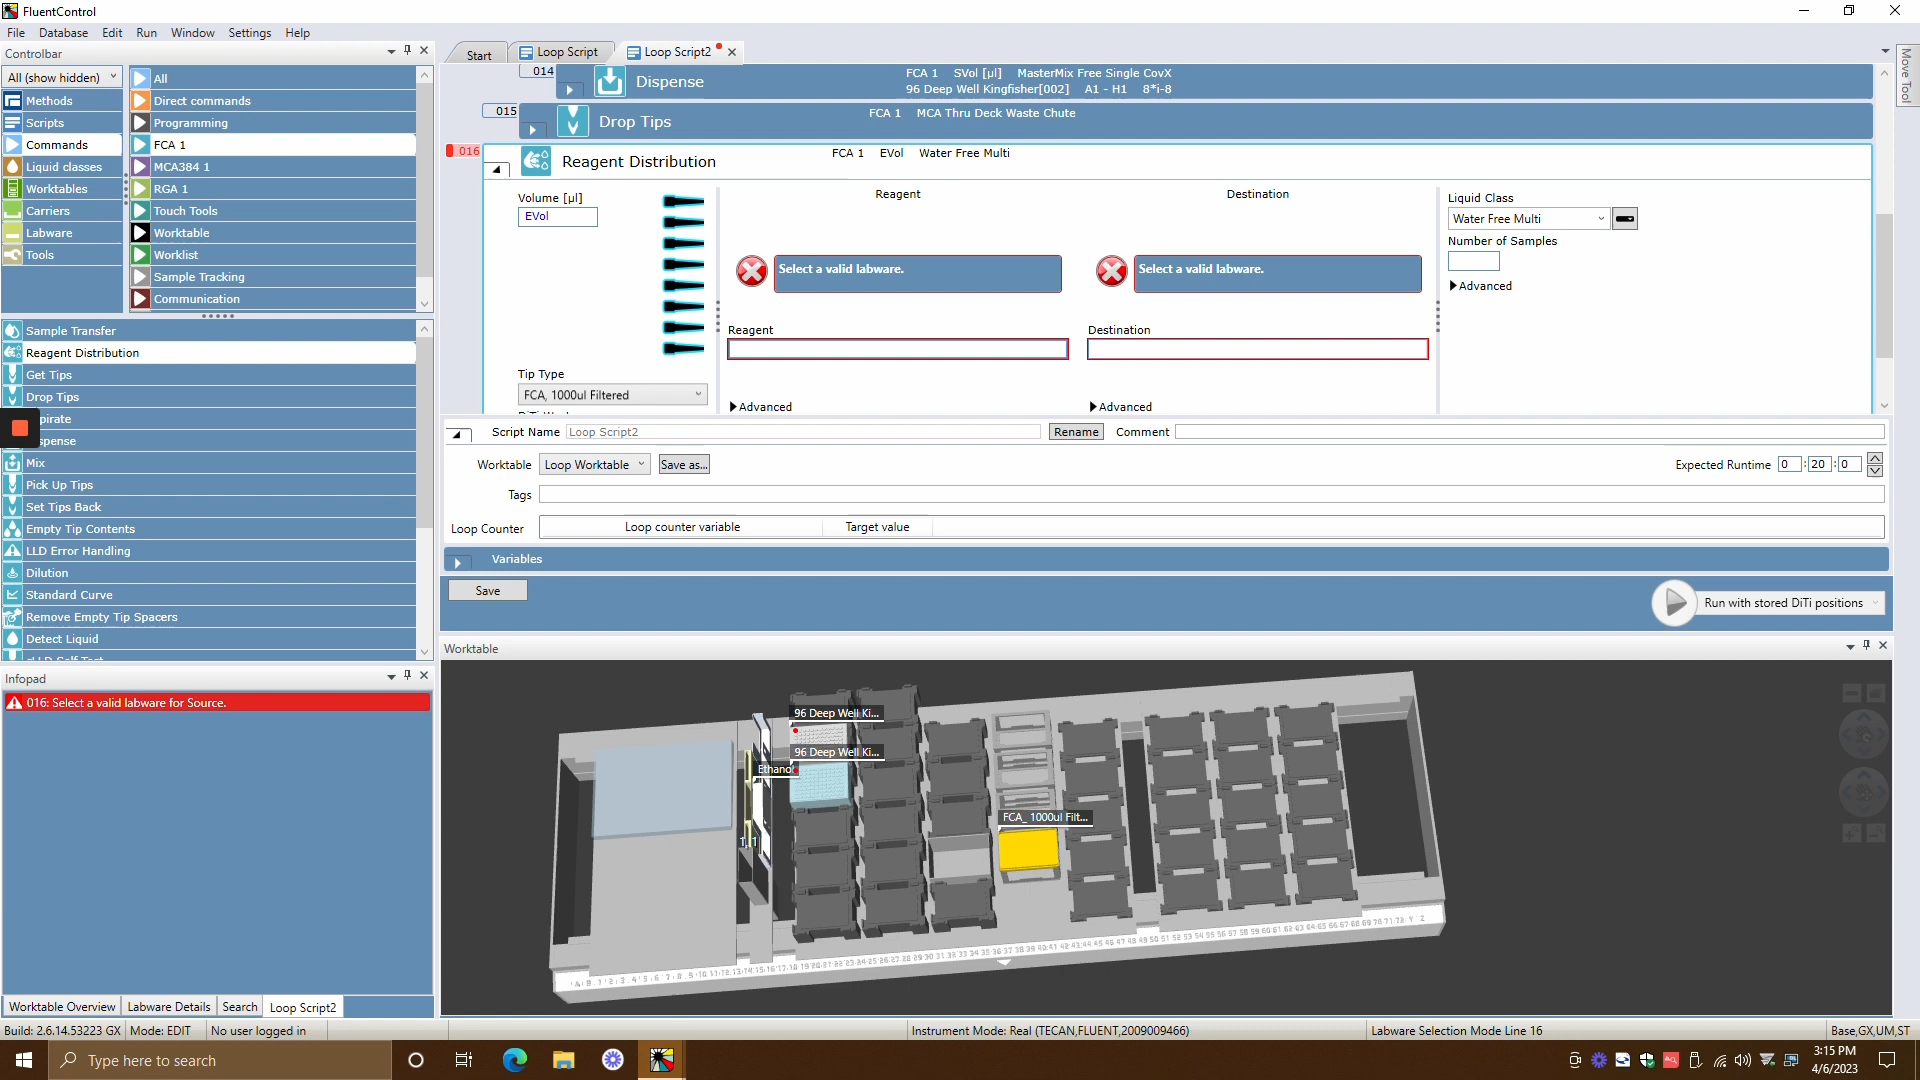 FluentControl
File Database Edit Run Window Settings Help
Controlbar
All (show hidden)
Methods
Scripts
Commands
Liquid classes
Worktables
Carriers
Labware
Tools
All
Direct commands
Programming
FCA 1
MCA384 1
RGA 1
Touch Tools
Worktable
Worklist
Sample Tracking
Communication
Sample Transfer
Reagent Distribution
Get Tips
Drop Tips
pirate
spense
Mix
Pick Up Tips
Set Tips Back
Empty Tip Contents
LLD Error Handling
Dilution
Standard Curve
Remove Empty Tip Spacers
Detect Liquid
Infopad
016: Select a valid labware for Source.
Worktable Overview Labware Details Search Loop Script2
Start Loop Script Loop Script2
Move Tool
014 Dispense FCA 1 SVol [µl] MasterMix Free Single CovX
96 Deep Well Kingfisher[002] A1 - H1 8*i-8
015 Drop Tips FCA 1 MCA Thru Deck Waste Chute
016 Reagent Distribution FCA 1 EVol Water Free Multi
Volume [µl]
EVol
Tip Type
FCA, 1000ul Filtered
Reagent
Select a valid labware.
Reagent
Advanced
Destination
Select a valid labware.
Destination
Advanced
Liquid Class
Water Free Multi
Number of Samples
Advanced
Script Name Loop Script2 Rename Comment
Worktable Loop Worktable Save as... Expected Runtime 0 : 20 : 0
Tags
Loop Counter Loop counter variable Target value
Variables
Save
Run with stored DiTi positions
Worktable
96 Deep Well Ki...
96 Deep Well Ki...
Ethanol
FCA_ 1000ul Filt...
Build: 2.6.14.53223 GX Mode: EDIT No user logged in Instrument Mode: Real (TECAN,FLUENT,2009009466) Labware Selection Mode Line 16 Base,GX,UM,ST
Type here to search
3:15 PM
4/6/2023